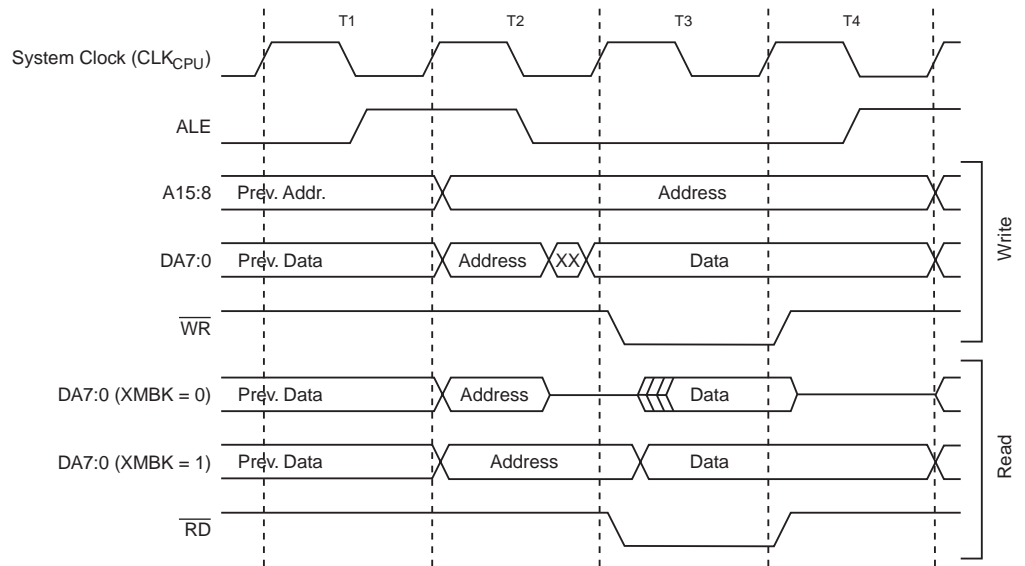 T1 T2 T3 T4
System Clock (CLKCPU)
ALE
A15:8 Prev. Addr. Address
DA7:0 Prev. Data Address XX Data
WR
Write
DA7:0 (XMBK = 0) Prev. Data Address Data
DA7:0 (XMBK = 1) Prev. Data Address Data
RD
Read